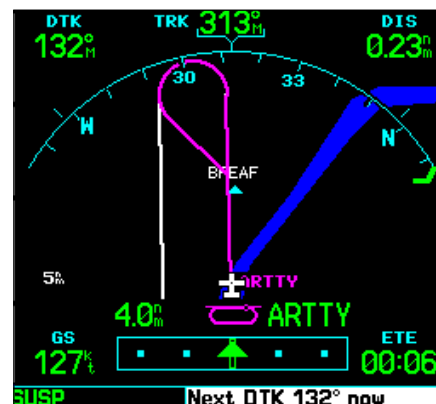 DTK TRK 313°M DIS
132°M 0.23nm
30
33
W
N
BFEAF
5nm
ARTTY
4.0nm ARTTY
GS ETE
127kt 00:06
SUSP Next DTK 132° now